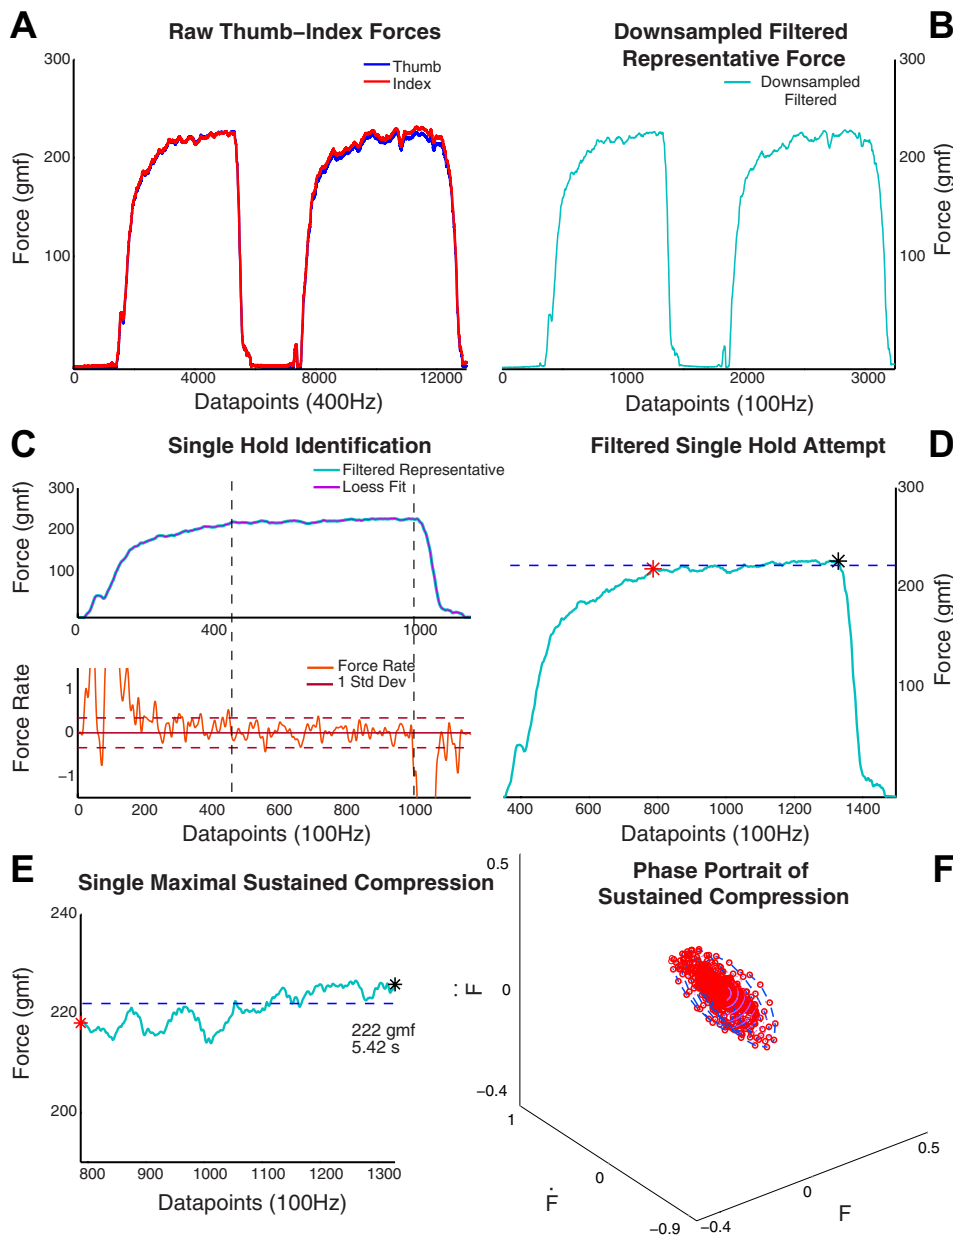 A
Raw Thumb–Index Forces
Thumb
Index
300
200
100
Force (gmf)
0
4000
8000
12000
Datapoints (400Hz)
B
Downsampled Filtered
Representative Force
Downsampled
Filtered
300
200
100
Force (gmf)
0
1000
2000
3000
Datapoints (100Hz)
C
Single Hold Identification
Filtered Representative
Loess Fit
300
200
100
Force (gmf)
0
400
1000
Force Rate
1 Std Dev
1
0
−1
Force Rate
0
200
400
600
800
1000
Datapoints (100Hz)
D
Filtered Single Hold Attempt
300
200
100
Force (gmf)
400
600
800
1000
1200
1400
Datapoints (100Hz)
E
Single Maximal Sustained Compression
240
220
210
200
Force (gmf)
222 gmf
5.42 s
800
900
1000
1100
1300
Datapoints (100Hz)
F
Phase Portrait of
Sustained Compression
0.5
0
−0.4
F̈
1
0
−0.9
Ḟ
−0.4
0
0.5
F